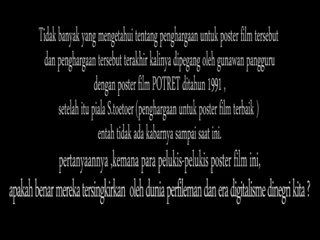 Tidak banyak yang mengetahui tentang penghargaan untuk poster film tersebut
dan penghargaan tersebut terakhir kalinya dipegang oleh gunawan pangguru
dengan poster film POTRET ditahun 1991 ,
setelah itu piala S.toetoer (penghargaan untuk poster film terbaik )
entah tidak ada kabarnya sampai saat ini.
pertanyaannya ,kemana para pelukis-pelukis poster film ini,
apakah benar mereka tersingkirkan oleh dunia perfileman dan era digitalisme dinegri kita ?